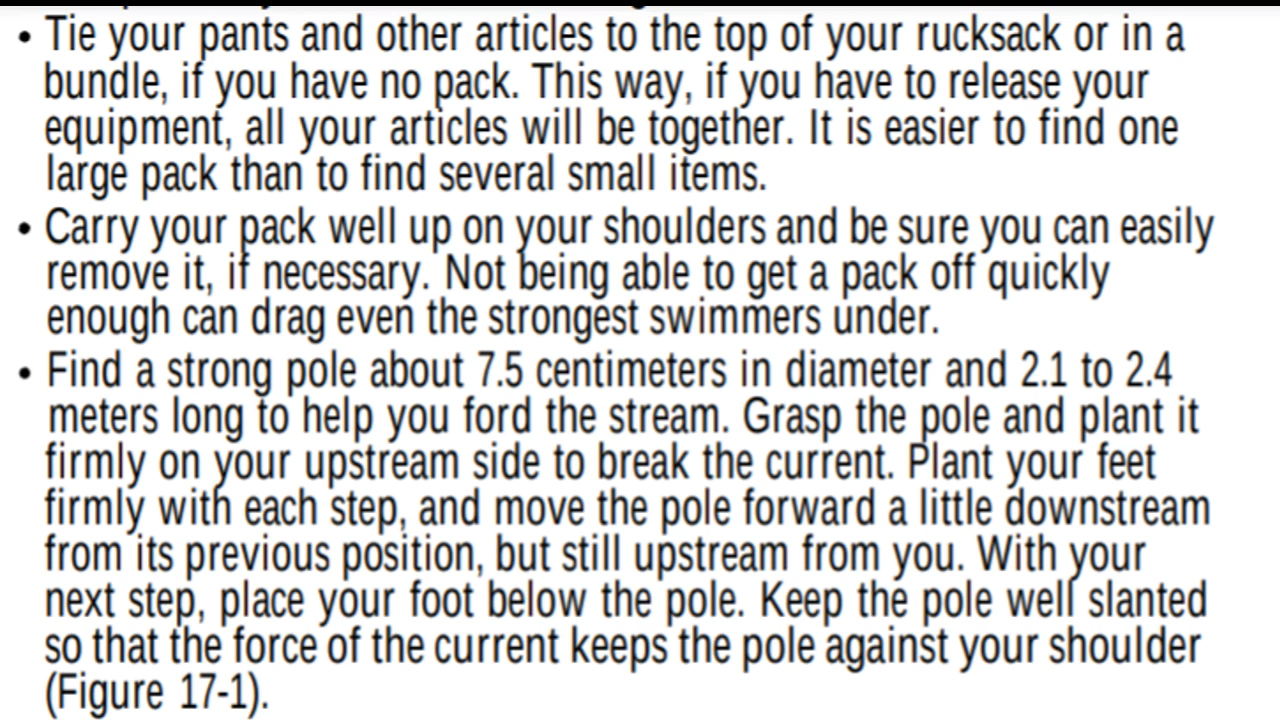 • Tie your pants and other articles to the top of your rucksack or in a
bundle, if you have no pack. This way, if you have to release your
equipment, all your articles will be together. It is easier to find one
large pack than to find several small items.
• Carry your pack well up on your shoulders and be sure you can easily
remove it, if necessary. Not being able to get a pack off quickly
enough can drag even the strongest swimmers under.
• Find a strong pole about 7.5 centimeters in diameter and 2.1 to 2.4
meters long to help you ford the stream. Grasp the pole and plant it
firmly on your upstream side to break the current. Plant your feet
firmly with each step, and move the pole forward a little downstream
from its previous position, but still upstream from you. With your
next step, place your foot below the pole. Keep the pole well slanted
so that the force of the current keeps the pole against your shoulder
(Figure 17-1).